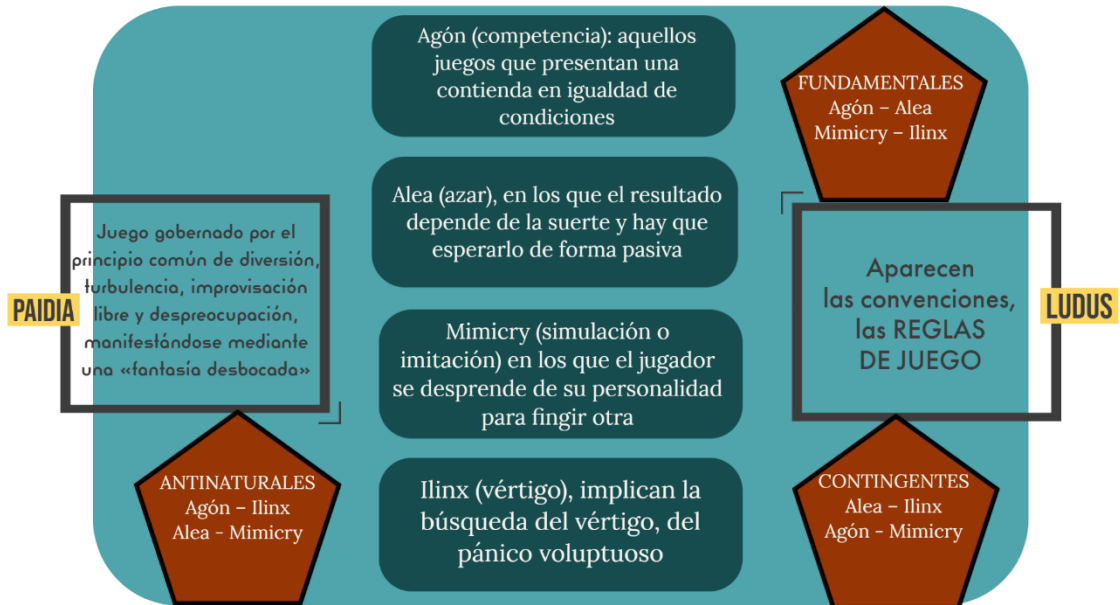 Agón (competencia): aquellos
juegos que presentan una
contienda en igualdad de
condiciones
FUNDAMENTALES
Agón – Alea
Mimicry – Ilinx
Alea (azar), en los que el resultado
depende de la suerte y hay que
esperarlo de forma pasiva
PAIDIA
Juego gobernado por el
principio común de diversión,
turbulencia, improvisación
libre y despreocupación,
manifestándose mediante
una «fantasía desbocada»
Aparecen
las convenciones,
las REGLAS
DE JUEGO
LUDUS
Mimicry (simulación o
imitación) en los que el jugador
se desprende de su personalidad
para fingir otra
ANTINATURALES
Agón – Ilinx
Alea - Mimicry
Ilinx (vértigo), implican la
búsqueda del vértigo, del
pánico voluptuoso
CONTINGENTES
Alea – Ilinx
Agón - Mimicry